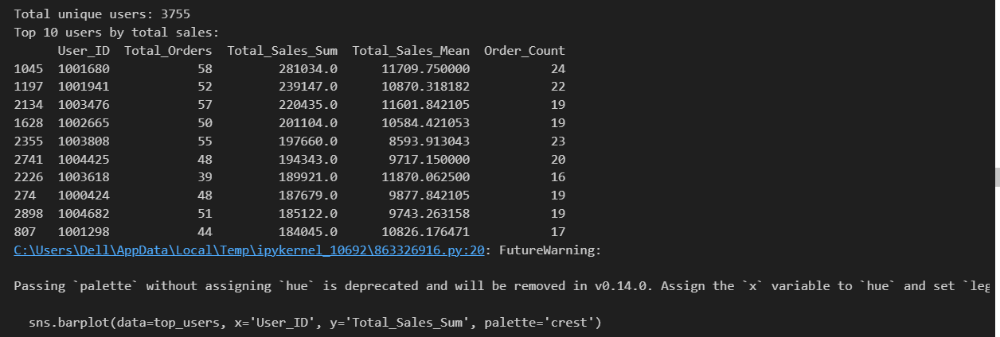 Total unique users: 3755
Top 10 users by total sales:
      User_ID  Total_Orders  Total_Sales_Sum  Total_Sales_Mean  Order_Count
1045  1001680            58         281034.0      11709.750000           24
1197  1001941            52         239147.0      10870.318182           22
2134  1003476            57         220435.0      11601.842105           19
1628  1002665            50         201104.0      10584.421053           19
2355  1003808            55         197660.0       8593.913043           23
2741  1004425            48         194343.0       9717.150000           20
2226  1003618            39         189921.0      11870.062500           16
274   1000424            48         187679.0       9877.842105           19
2898  1004682            51         185122.0       9743.263158           19
807   1001298            44         184045.0      10826.176471           17
C:\Users\Dell\AppData\Local\Temp\ipykernel_10692\863326916.py:20: FutureWarning:
Passing `palette` without assigning `hue` is deprecated and will be removed in v0.14.0. Assign the `x` variable to `hue` and set `leg
  sns.barplot(data=top_users, x='User_ID', y='Total_Sales_Sum', palette='crest')